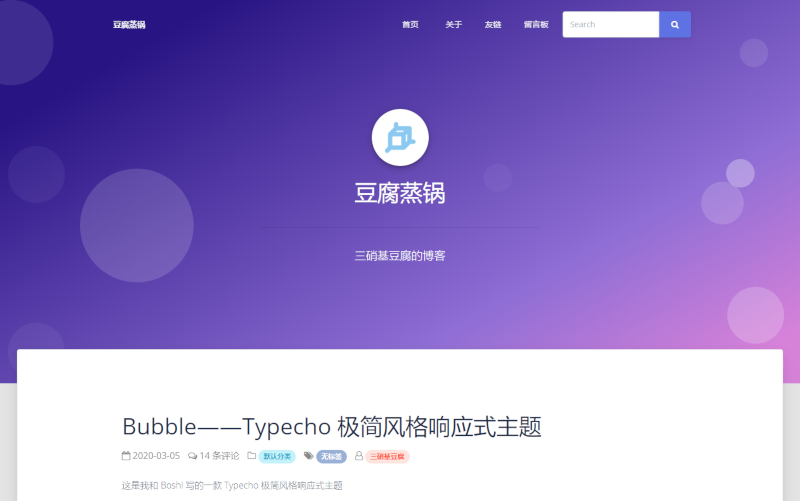 豆腐蒸锅 首页 关于 友链 留言板 Search
豆腐蒸锅
三硝基豆腐的博客
Bubble——Typecho 极简风格响应式主题
2020-03-05 14 条评论 默认分类 无标签 三硝基豆腐
这是我和 Boshi 写的一款 Typecho 极简风格响应式主题